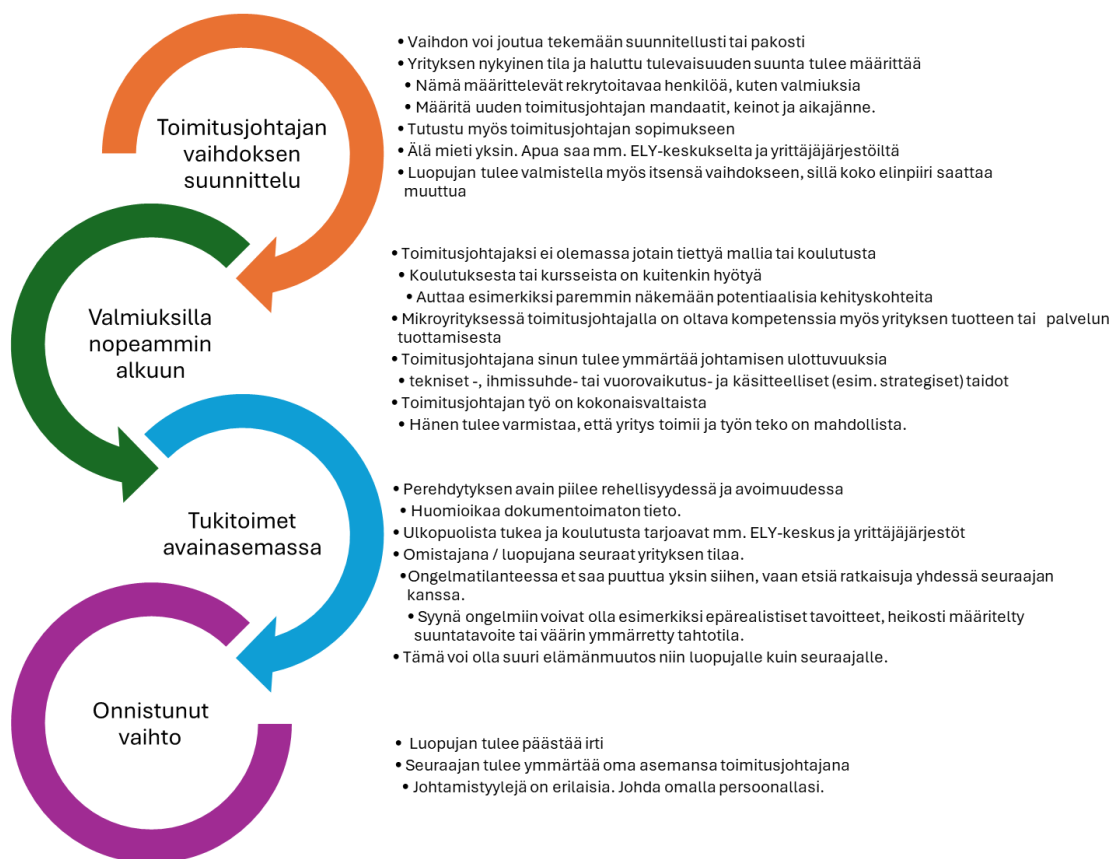 Toimitusjohtajan
vaihdoksen
suunnittelu
• Vaihdon voi joutua tekemään suunnitellusti tai pakosti
• Yrityksen nykyinen tila ja haluttu tulevaisuuden suunta tulee määrittää
• Nämä määrittelevät rekrytoitavaa henkilöä, kuten valmiuksia
• Määritä uuden toimitusjohtajan mandaatit, keinot ja aikajänne.
• Tutustu myös toimitusjohtajan sopimukseen
• Älä mieti yksin. Apua saa mm. ELY-keskukselta ja yrittäjäjärjestöiltä
• Luopujan tulee valmistella myös itsensä vaihdokseen, sillä koko elinpiiri saattaa
muuttua
Valmiuksilla
nopeammin
alkuun
• Toimitusjohtajaksi ei olemassa jotain tiettyä mallia tai koulutusta
• Koulutuksesta tai kursseista on kuitenkin hyötyä
• Auttaa esimerkiksi paremmin näkemään potentiaalisia kehityskohteita
• Mikroyrityksessä toimitusjohtajalla on oltava kompetenssia myös yrityksen tuotteen tai palvelun
tuottamisesta
• Toimitusjohtajana sinun tulee ymmärtää johtamisen ulottuvuuksia
• tekniset -, ihmissuhde- tai vuorovaikutus- ja käsitteelliset (esim. strategiset) taidot
• Toimitusjohtajan työ on kokonaisvaltaista
• Hänen tulee varmistaa, että yritys toimii ja työn teko on mahdollista.
Tukitoimet
avainasemassa
• Perehdytyksen avain piilee rehellisyydessä ja avoimuudessa
• Huomioikaa dokumentoimaton tieto.
• Ulkopuolista tukea ja koulutusta tarjoavat mm. ELY-keskus ja yrittäjäjärjestöt
• Omistajana / luopujana seuraat yrityksen tilaa.
• Ongelmatilanteessa et saa puuttua yksin siihen, vaan etsiä ratkaisuja yhdessä seuraajan
kanssa.
• Syynä ongelmiin voivat olla esimerkiksi epärealistiset tavoitteet, heikosti määritelty
suuntatavoite tai väärin ymmärretty tahtotila.
• Tämä voi olla suuri elämänmuutos niin luopujalle kuin seuraajalle.
Onnistunut
vaihto
• Luopujan tulee päästää irti
• Seuraajan tulee ymmärtää oma asemansa toimitusjohtajana
• Johtamistyylejä on erilaisia. Johda omalla persoonallasi.